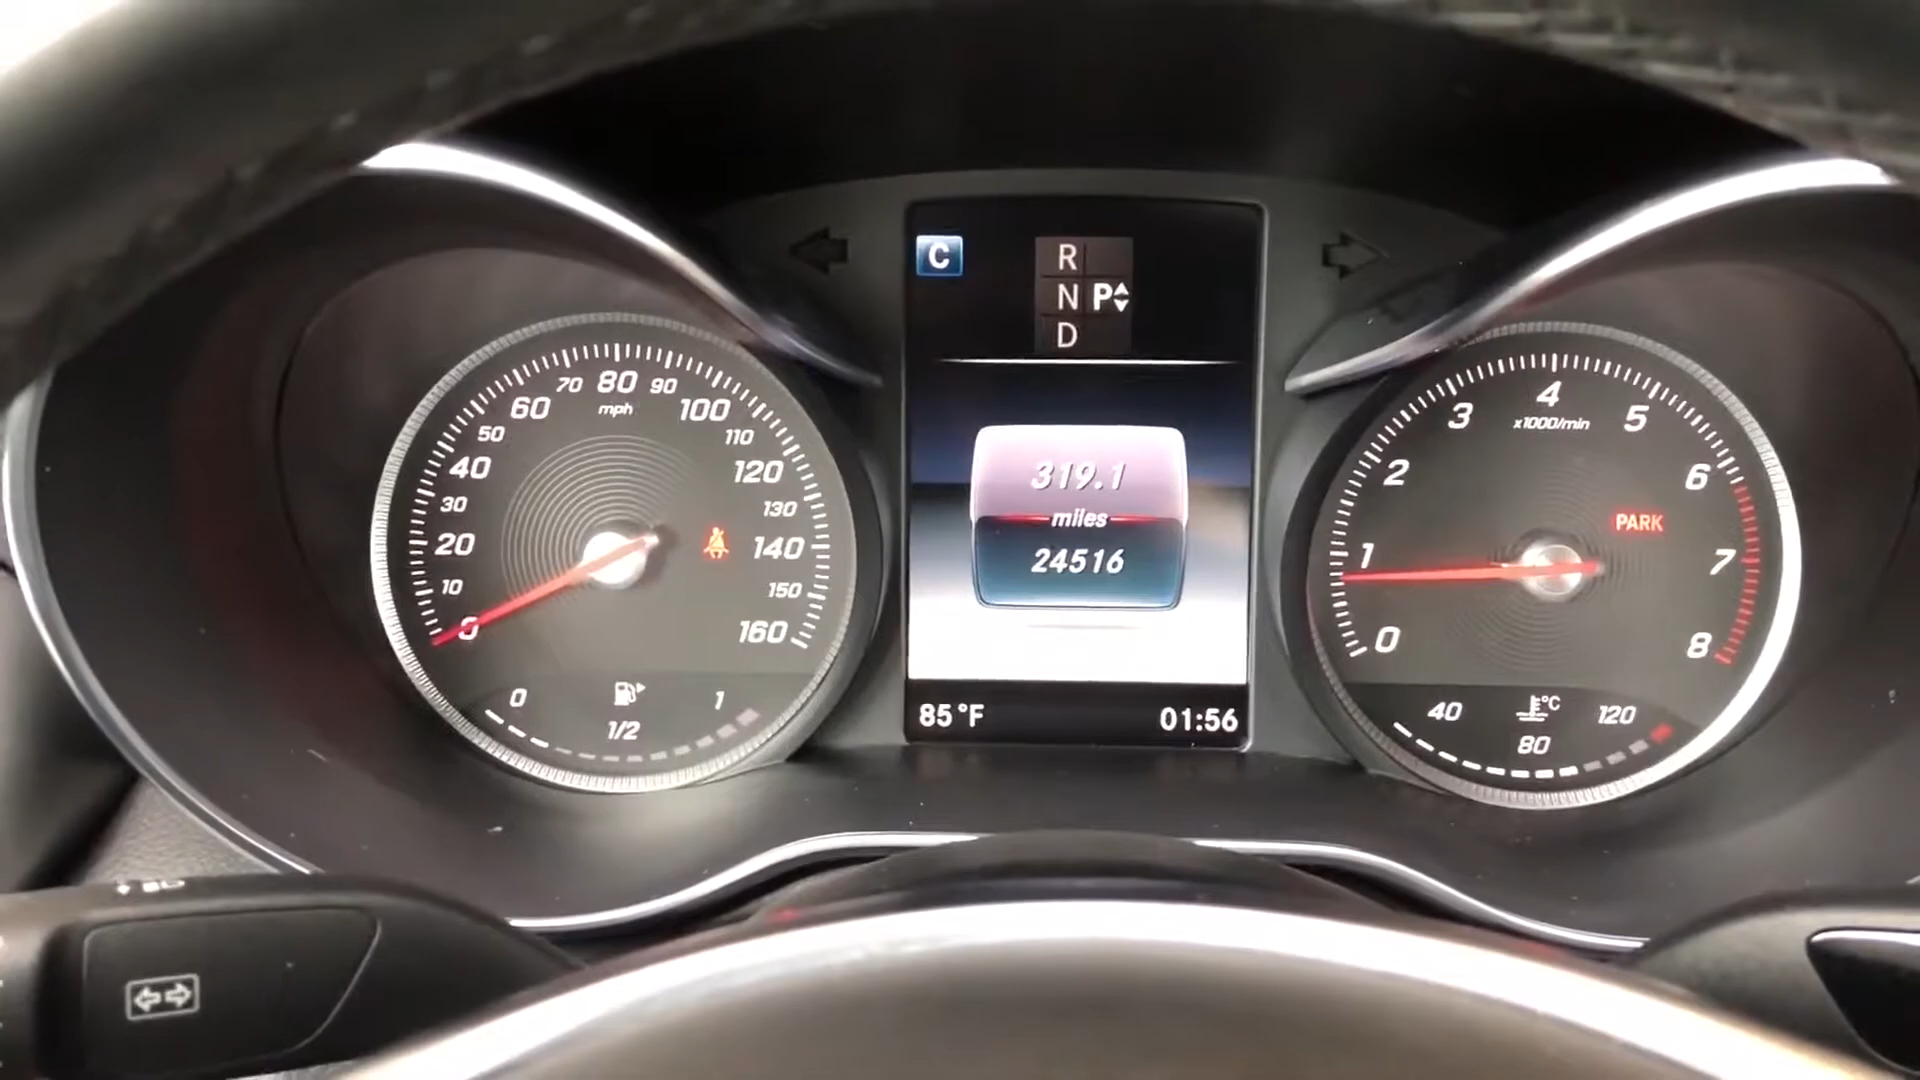 C
R
N P
D
70 80 90
60 mph 100
50 110
40 120
30 130
20 140
10 150
0 160
0 1
1/2
319.1
miles
24516
85°F 01:56
4
3 x1000/min 5
2 6
PARK
1 7
0 8
40 °C 120
80